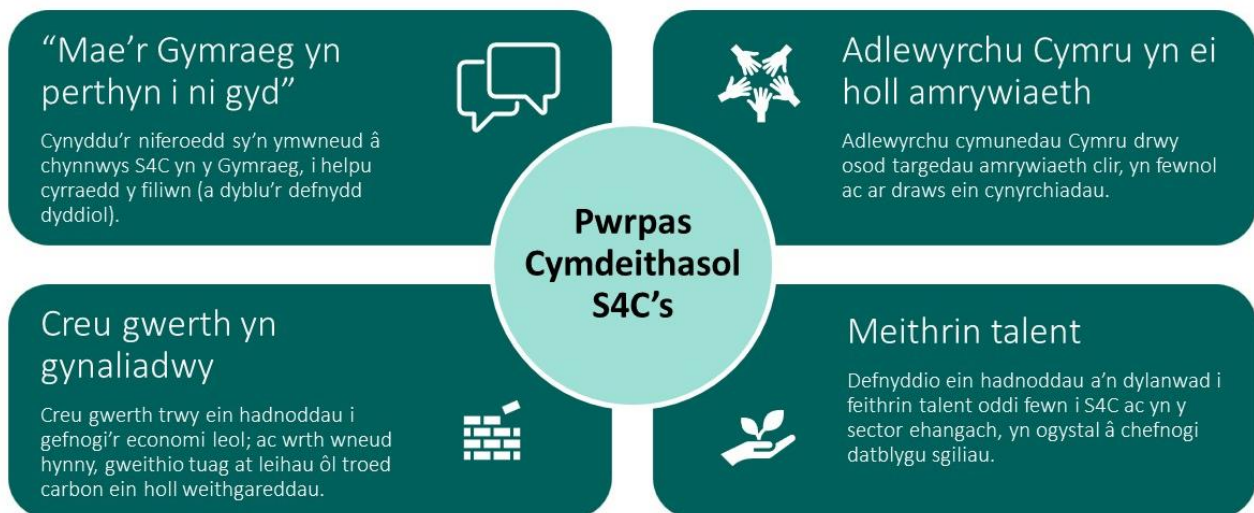 “Mae’r Gymraeg yn
perthyn i ni gyd”
Cynyddu’r niferoedd sy’n ymwneud â
chynnwys S4C yn y Gymraeg, i helpu
cyrraedd y filiwn (a dyblu’r defnydd
dyddiol).
Adlewyrchu Cymru yn ei
holl amrywiaeth
Adlewyrchu cymunedau Cymru drwy
osod targedau amrywiaeth clir, yn fewnol
ac ar draws ein cynyrchiadau.
Pwrpas
Cymdeithasol
S4C’s
Creu gwerth yn
gynaliadwy
Creu gwerth trwy ein hadnoddau i
gefnogi’r economi leol; ac wrth wneud
hynny, gweithio tuag at leihau ôl troed
carbon ein holl weithgareddau.
Meithrin talent
Defnyddio ein hadnoddau a’n dylanwad i
feithrin talent oddi fewn i S4C ac yn y
sector ehangach, yn ogystal â chefnogi
datblygu sgiliau.